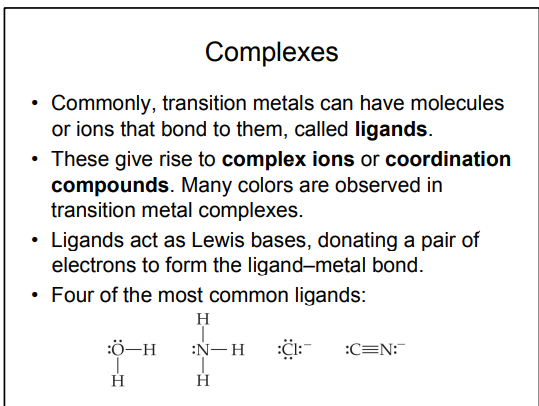 Complexes
• Commonly, transition metals can have molecules
or ions that bond to them, called ligands.
• These give rise to complex ions or coordination
compounds. Many colors are observed in
transition metal complexes.
• Ligands act as Lewis bases, donating a pair of
electrons to form the ligand–metal bond.
• Four of the most common ligands:
H
:Ö—H :N—H :C̈l:⁻ :C≡N:⁻
H H